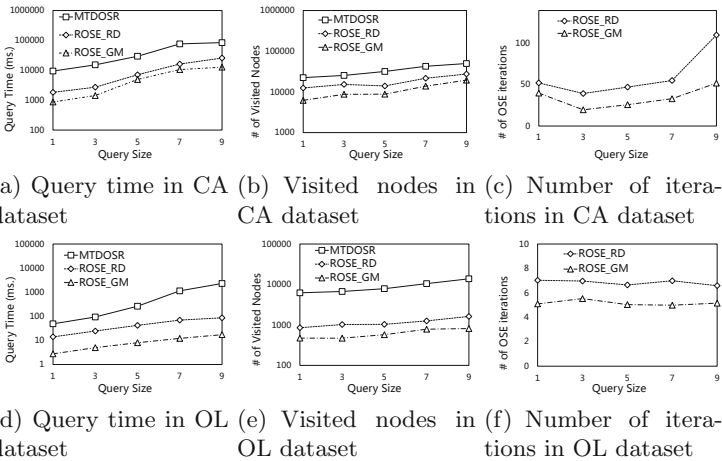 1000000
100000
10000
1000
100
Query Time (ms.)
MTDOSR
ROSE_RD
ROSE_GM
1 3 5 7 9
Query Size
100000
10000
1000
# of Visited Nodes
MTDOSR
ROSE_RD
ROSE_GM
1 3 5 7 9
Query Size
100
50
0
# of OSE iterations
ROSE_RD
ROSE_GM
1 3 5 7 9
Query Size
a) Query time in CA
dataset
(b) Visited nodes in
CA dataset
(c) Number of itera-
tions in CA dataset
100000
10000
1000
100
10
1
Query Time (ms.)
MTDOSR
ROSE_RD
ROSE_GM
1 3 5 7 9
Query Size
100000
10000
1000
100
# of Visited Nodes
MTDOSR
ROSE_RD
ROSE_GM
1 3 5 7 9
Query Size
10
8
6
4
2
0
# of OSE iterations
ROSE_RD
ROSE_GM
1 3 5 7 9
Query Size
d) Query time in OL
dataset
(e) Visited nodes in
OL dataset
(f) Number of itera-
tions in OL dataset